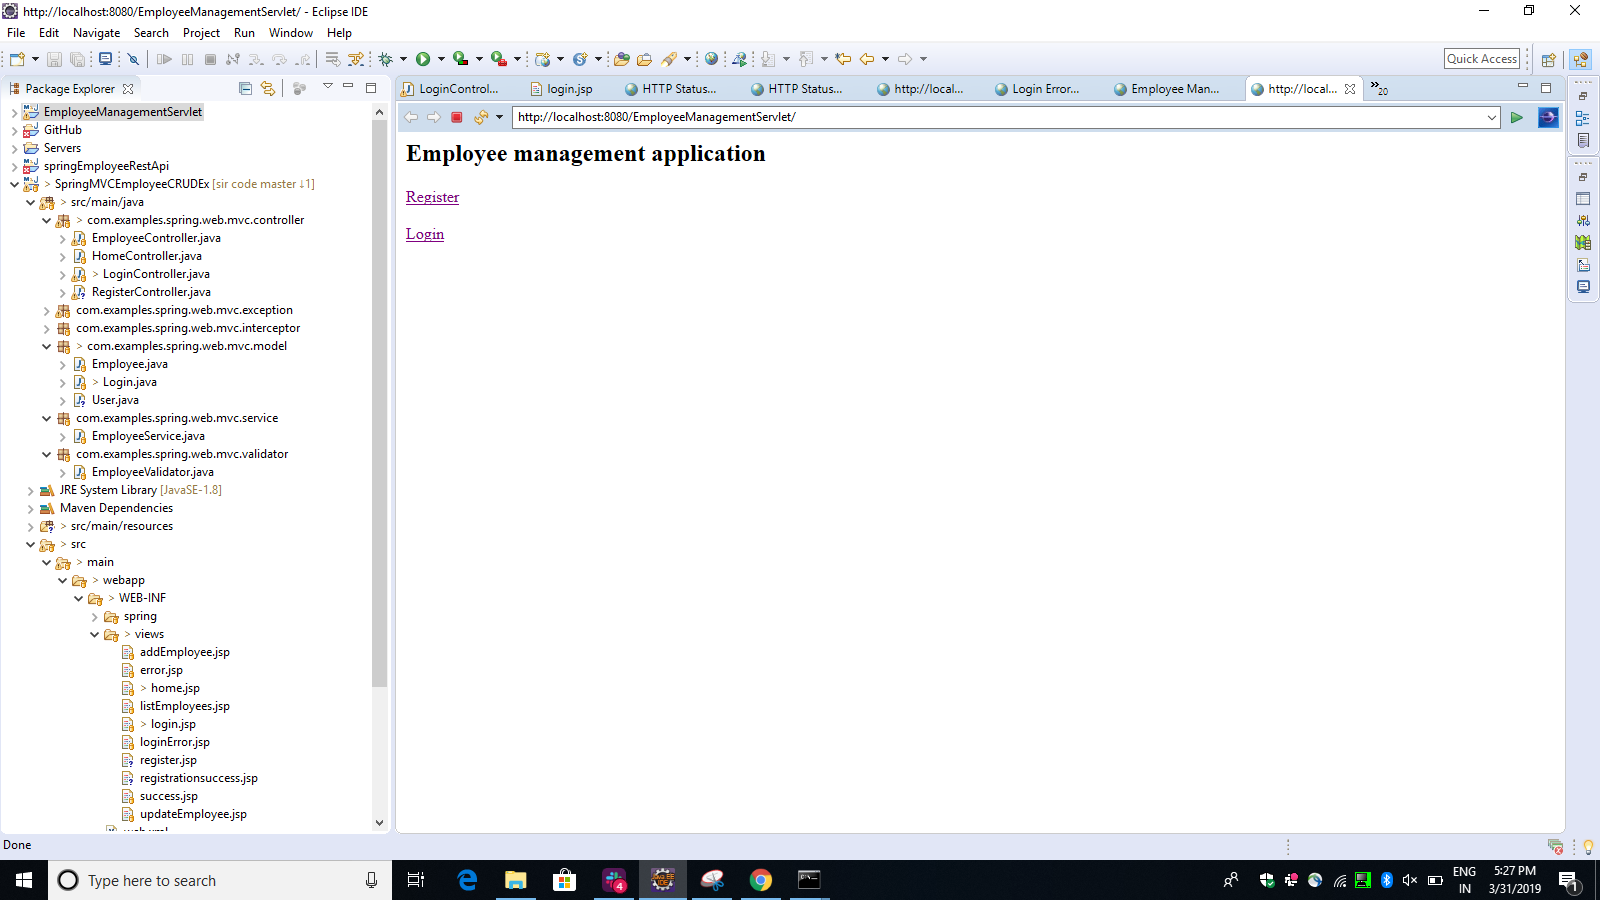 http://localhost:8080/EmployeeManagementServlet/ - Eclipse IDE
File Edit Navigate Search Project Run Window Help
Quick Access
Package Explorer
LoginControl...
login.jsp
HTTP Status...
HTTP Status...
http://local...
Login Error...
Employee Man...
http://local...
»20
http://localhost:8080/EmployeeManagementServlet/
Employee management application
Register
Login
EmployeeManagementServlet
GitHub
Servers
springEmployeeRestApi
> SpringMVCEmployeeCRUDEx [sir code master ↓1]
> src/main/java
> com.examples.spring.web.mvc.controller
EmployeeController.java
HomeController.java
> LoginController.java
RegisterController.java
com.examples.spring.web.mvc.exception
com.examples.spring.web.mvc.interceptor
> com.examples.spring.web.mvc.model
Employee.java
> Login.java
User.java
com.examples.spring.web.mvc.service
EmployeeService.java
com.examples.spring.web.mvc.validator
EmployeeValidator.java
JRE System Library [JavaSE-1.8]
Maven Dependencies
> src/main/resources
> src
> main
> webapp
> WEB-INF
spring
> views
addEmployee.jsp
error.jsp
> home.jsp
listEmployees.jsp
> login.jsp
loginError.jsp
register.jsp
registrationsuccess.jsp
success.jsp
updateEmployee.jsp
web.xml
Done
Type here to search
4
ENG
IN
5:27 PM
3/31/2019
1